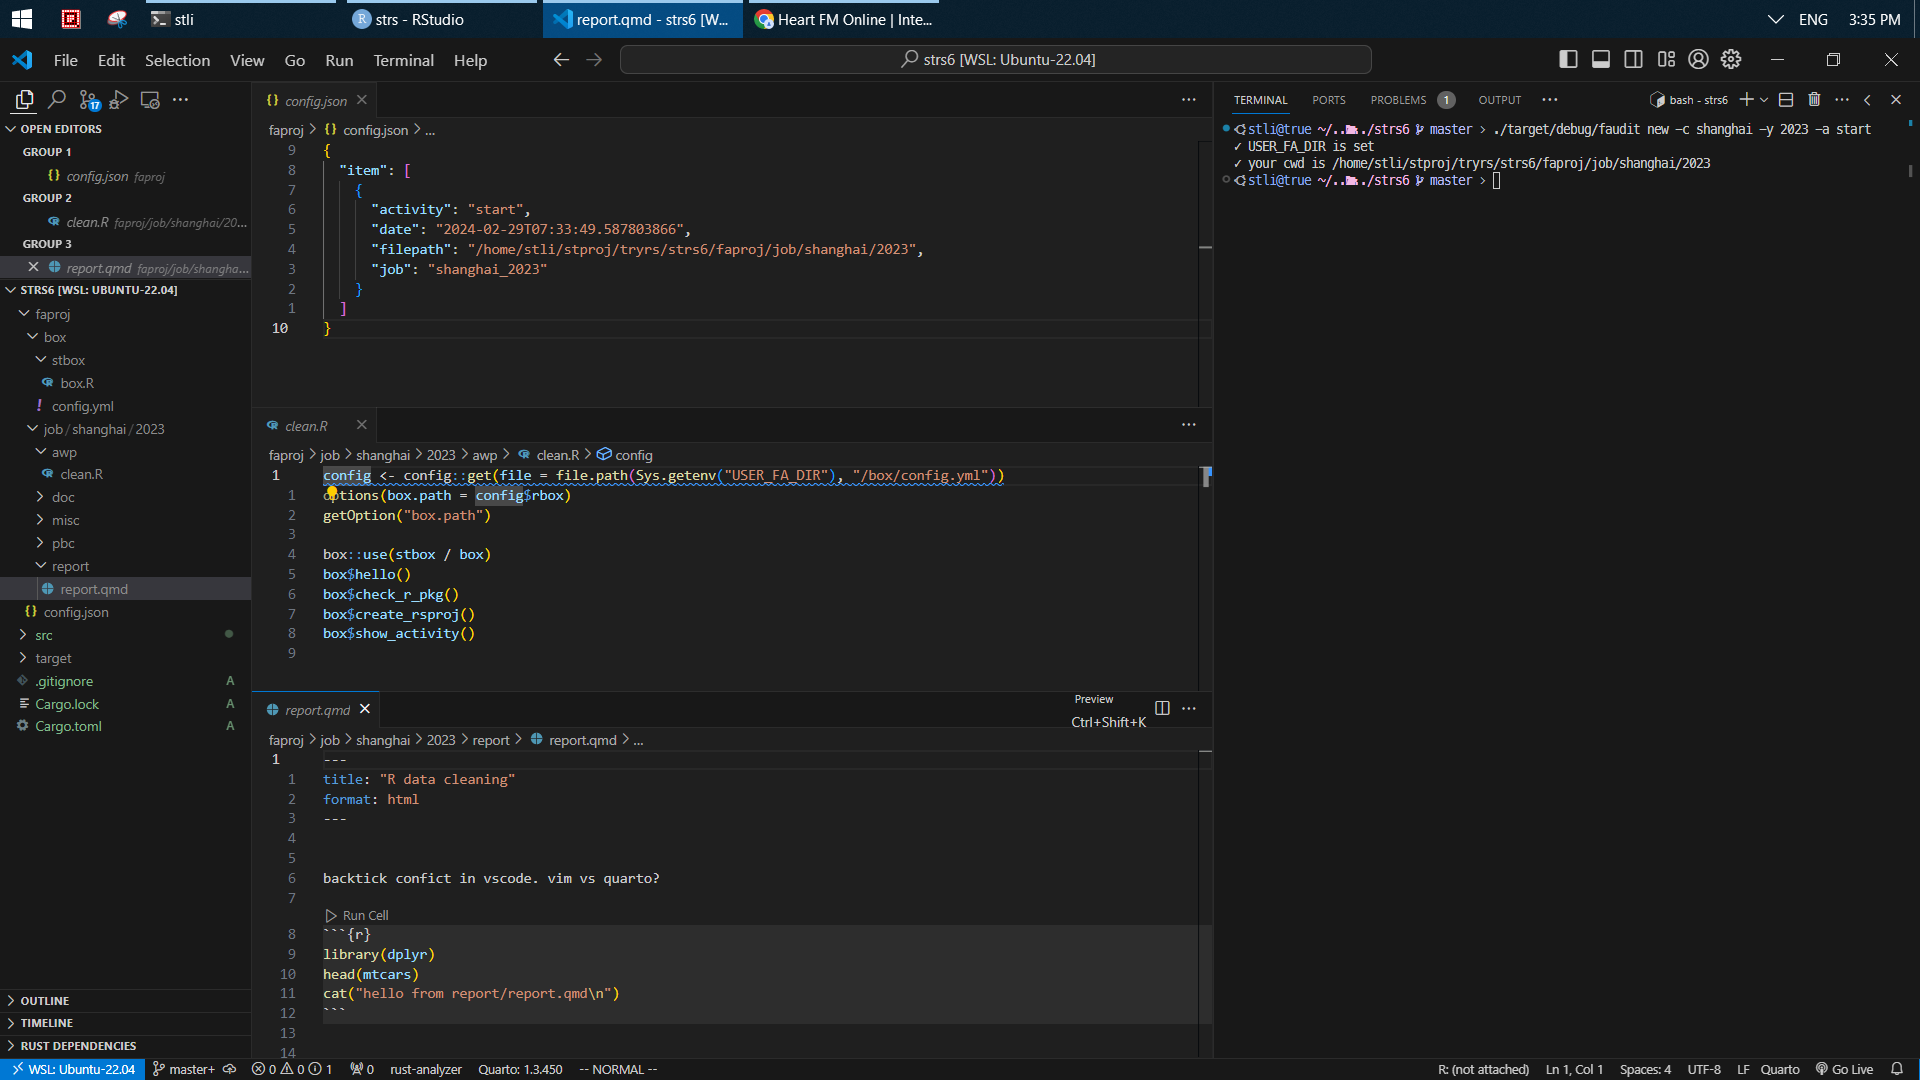 stli
strs - RStudio
report.qmd - strs6 [W...
Heart FM Online | Inte...
ENG
3:35 PM
File Edit Selection View Go Run Terminal Help
strs6 [WSL: Ubuntu-22.04]
17
OPEN EDITORS
GROUP 1
config.json faproj
GROUP 2
clean.R faproj/job/shanghai/20...
GROUP 3
report.qmd faproj/job/shangha...
STRS6 [WSL: UBUNTU-22.04]
faproj
box
stbox
box.R
config.yml
job / shanghai / 2023
awp
clean.R
doc
misc
pbc
report
report.qmd
config.json
src
target
.gitignore A
Cargo.lock A
Cargo.toml A
OUTLINE
TIMELINE
RUST DEPENDENCIES
config.json
faproj > config.json > ...
9 {
8 "item": [
7 {
6 "activity": "start",
5 "date": "2024-02-29T07:33:49.587803866",
4 "filepath": "/home/stli/stproj/tryrs/strs6/faproj/job/shanghai/2023",
3 "job": "shanghai_2023"
2 }
1 ]
10 }
clean.R
faproj > job > shanghai > 2023 > awp > clean.R > config
1 config <- config::get(file = file.path(Sys.getenv("USER_FA_DIR"), "/box/config.yml"))
1 options(box.path = config$rbox)
2 getOption("box.path")
3
4 box::use(stbox / box)
5 box$hello()
6 box$check_r_pkg()
7 box$create_rsproj()
8 box$show_activity()
9
report.qmd
Preview
Ctrl+Shift+K
faproj > job > shanghai > 2023 > report > report.qmd > ...
1 ---
1 title: "R data cleaning"
2 format: html
3 ---
4
5
6 backtick confict in vscode. vim vs quarto?
7
Run Cell
8 ```{r}
9 library(dplyr)
10 head(mtcars)
11 cat("hello from report/report.qmd\n")
12 ```
13
14
TERMINAL PORTS PROBLEMS 1 OUTPUT
bash - strs6
stli@true ~/.../strs6 master > ./target/debug/faudit new -c shanghai -y 2023 -a start
✓ USER_FA_DIR is set
✓ your cwd is /home/stli/stproj/tryrs/strs6/faproj/job/shanghai/2023
stli@true ~/.../strs6 master >
WSL: Ubuntu-22.04 master+ 0 0 1 0 rust-analyzer Quarto: 1.3.450 -- NORMAL --
R: (not attached) Ln 1, Col 1 Spaces: 4 UTF-8 LF Quarto Go Live